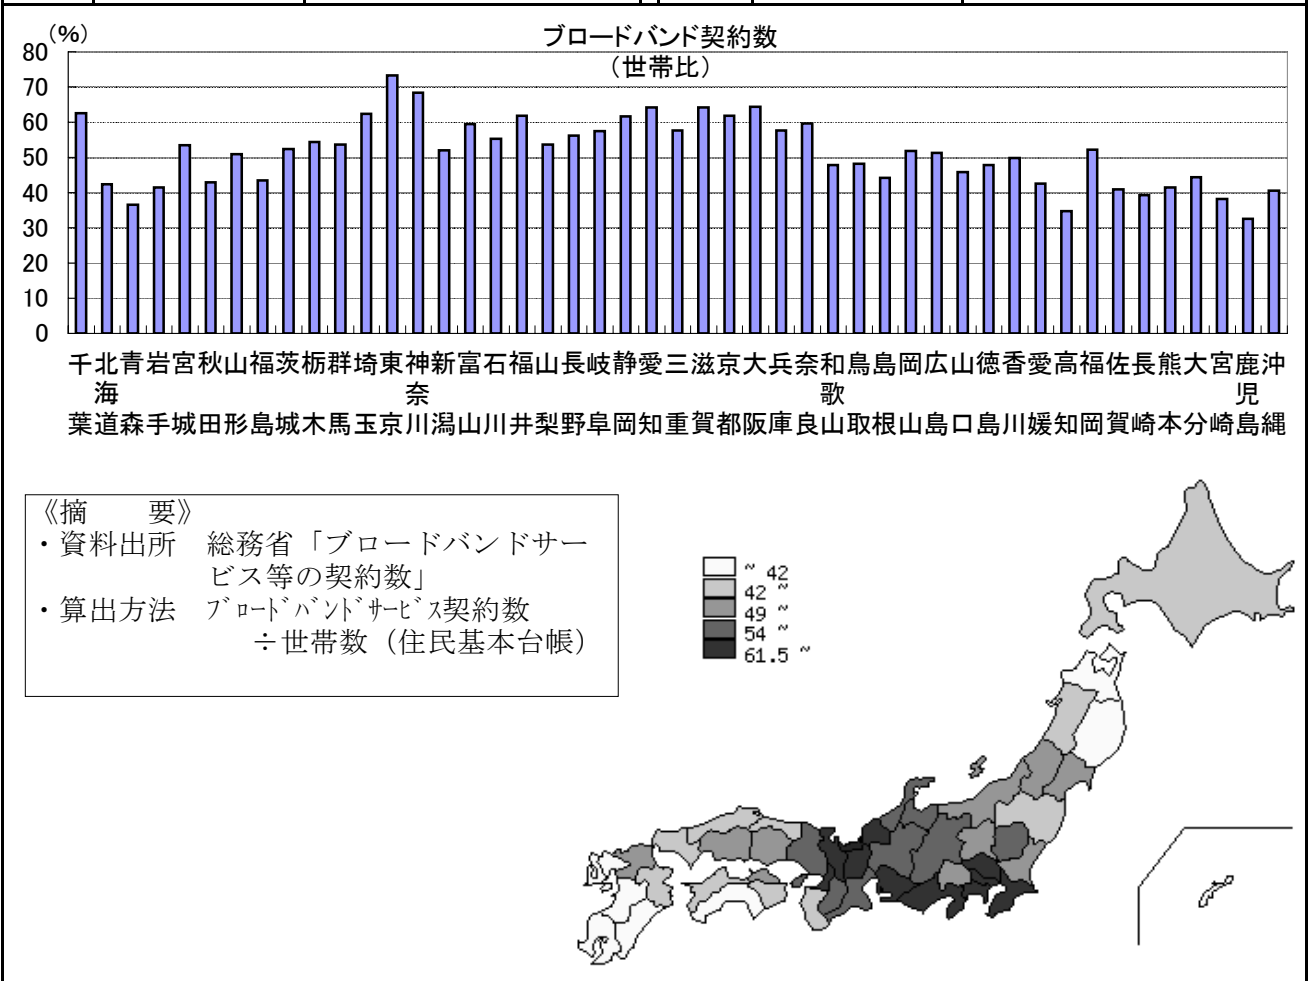 (%)
ブロードバンド契約数
(世帯比)
80
70
60
50
40
30
20
10
0
千葉 北海道 青森 岩手 宮城 秋田 山形 福島 茨城 栃木 群馬 埼玉 東京 神奈川 新潟 富山 石川 福井 山梨 長野 岐阜 静岡 愛知 三重 滋賀 京都 大阪 兵庫 奈良 和歌山 鳥取 島根 岡山 広島 山口 徳島 香川 愛媛 高知 福岡 佐賀 長崎 熊本 大分 宮崎 鹿児島 沖縄
《摘　要》
・資料出所　総務省「ブロードバンドサー
ビス等の契約数」
・算出方法　ﾌﾞﾛｰﾄﾞﾊﾞﾝﾄﾞｻｰﾋﾞｽ契約数
÷世帯数（住民基本台帳）
~ 42
42 ~
49 ~
54 ~
61.5 ~